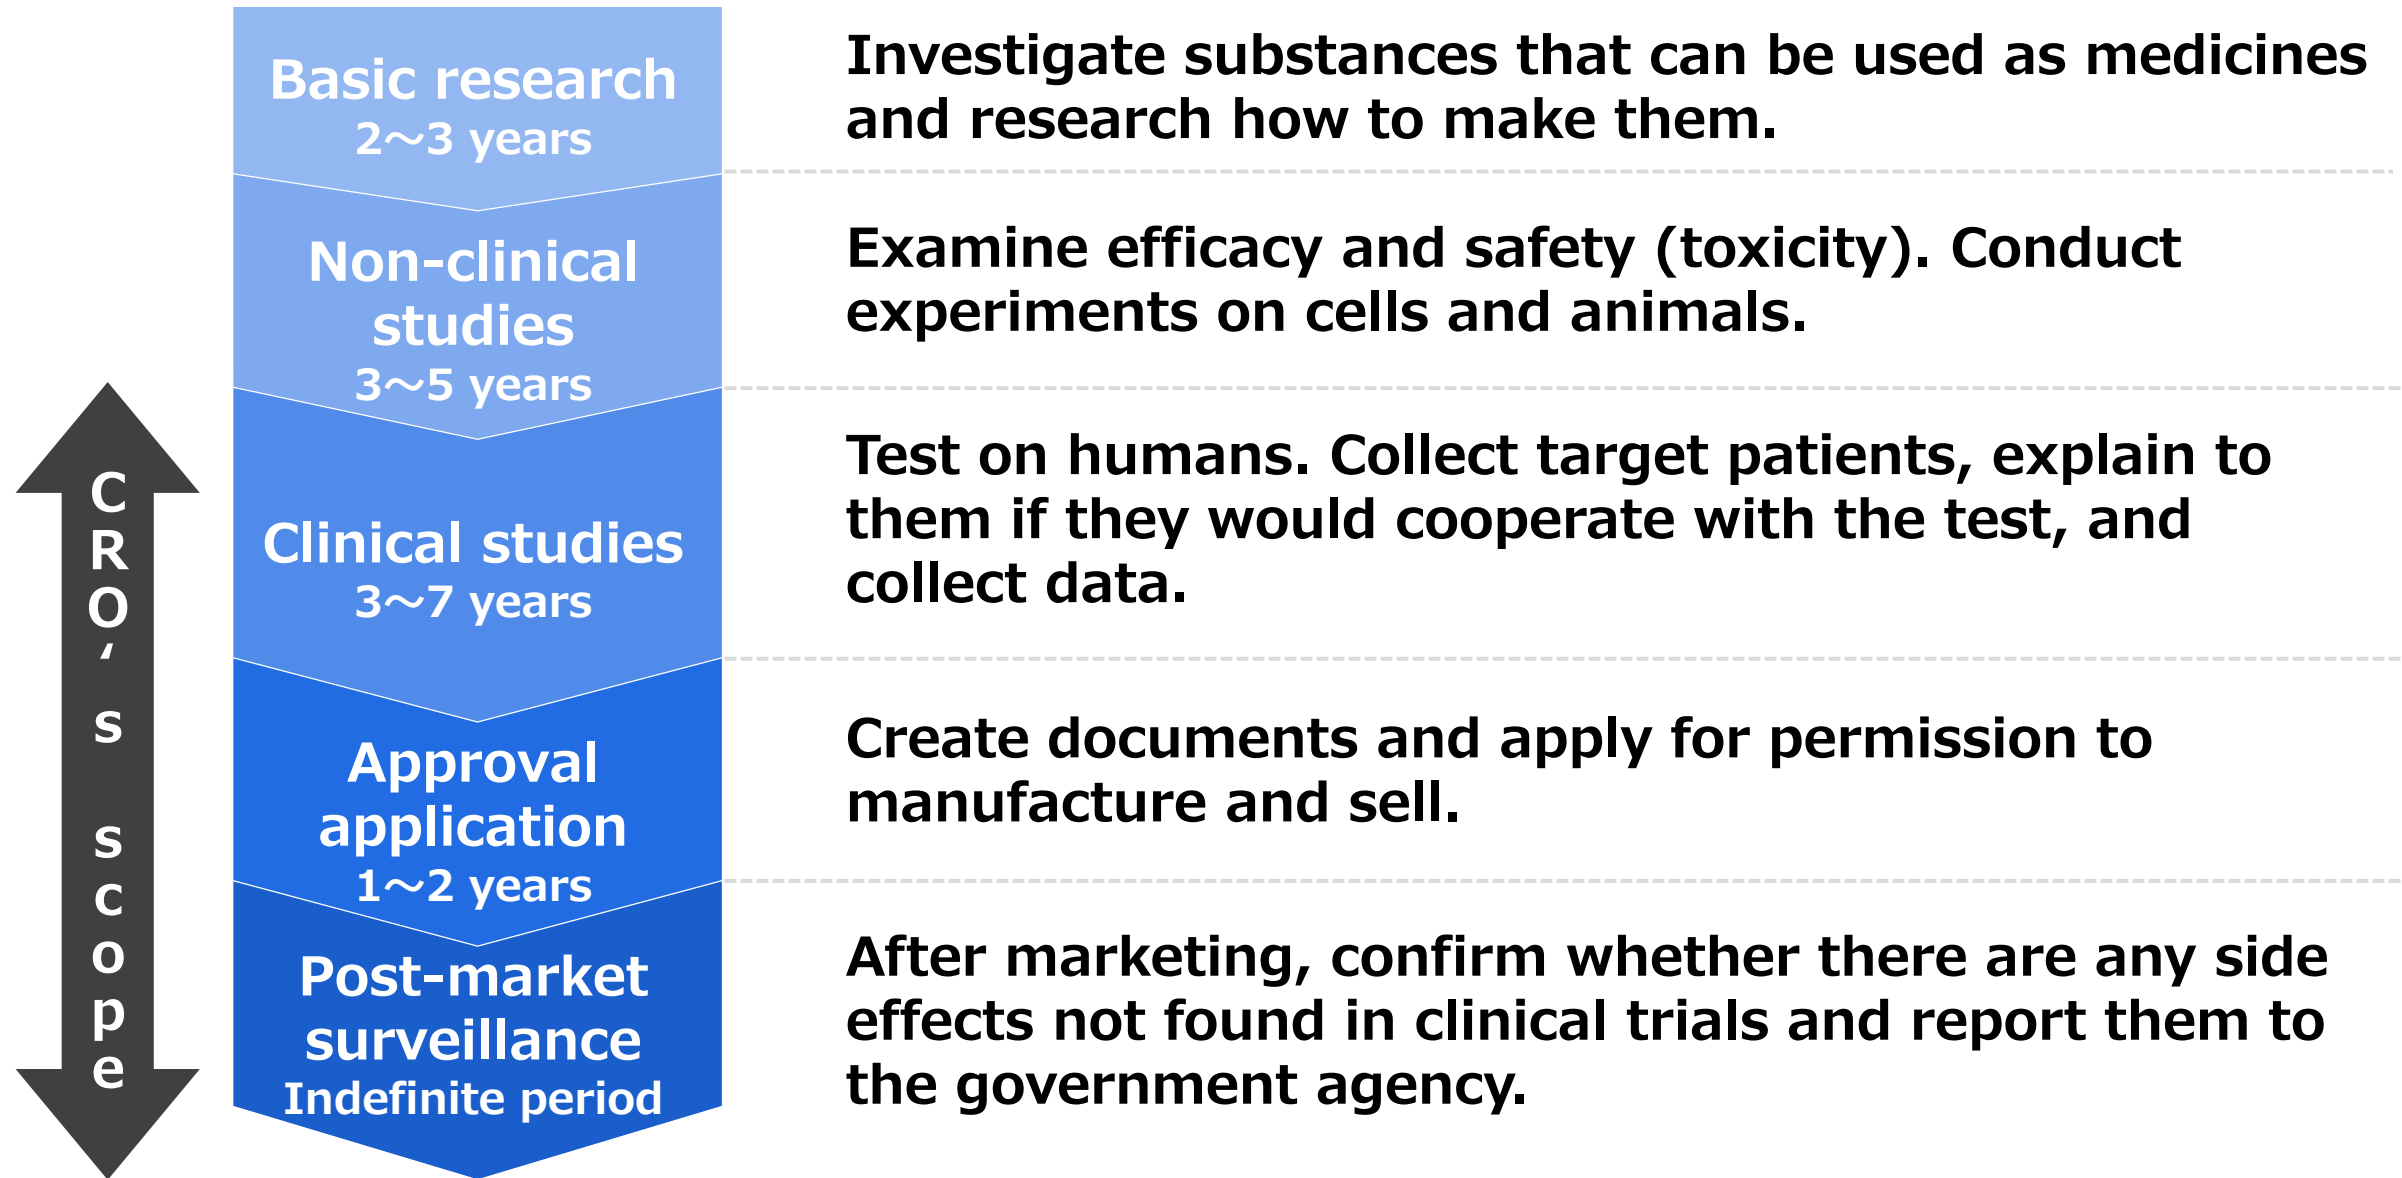 Basic research
2～3 years
Investigate substances that can be used as medicines
and research how to make them.
Non-clinical
studies
3～5 years
Examine efficacy and safety (toxicity). Conduct
experiments on cells and animals.
Clinical studies
3～7 years
Test on humans. Collect target patients, explain to
them if they would cooperate with the test, and
collect data.
Approval
application
1～2 years
Create documents and apply for permission to
manufacture and sell.
Post-market
surveillance
Indefinite period
After marketing, confirm whether there are any side
effects not found in clinical trials and report them to
the government agency.
CRO‘s scope